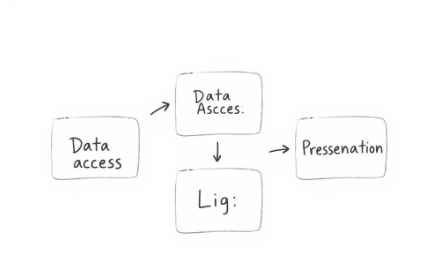 Data
access
Data
Ascces.
Lig:
Pressenation